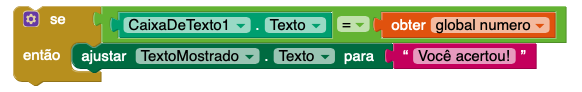 se CaixaDeTexto1 . Texto = obter global numero
então ajustar TextoMostrado . Texto para “ Você acertou! ”